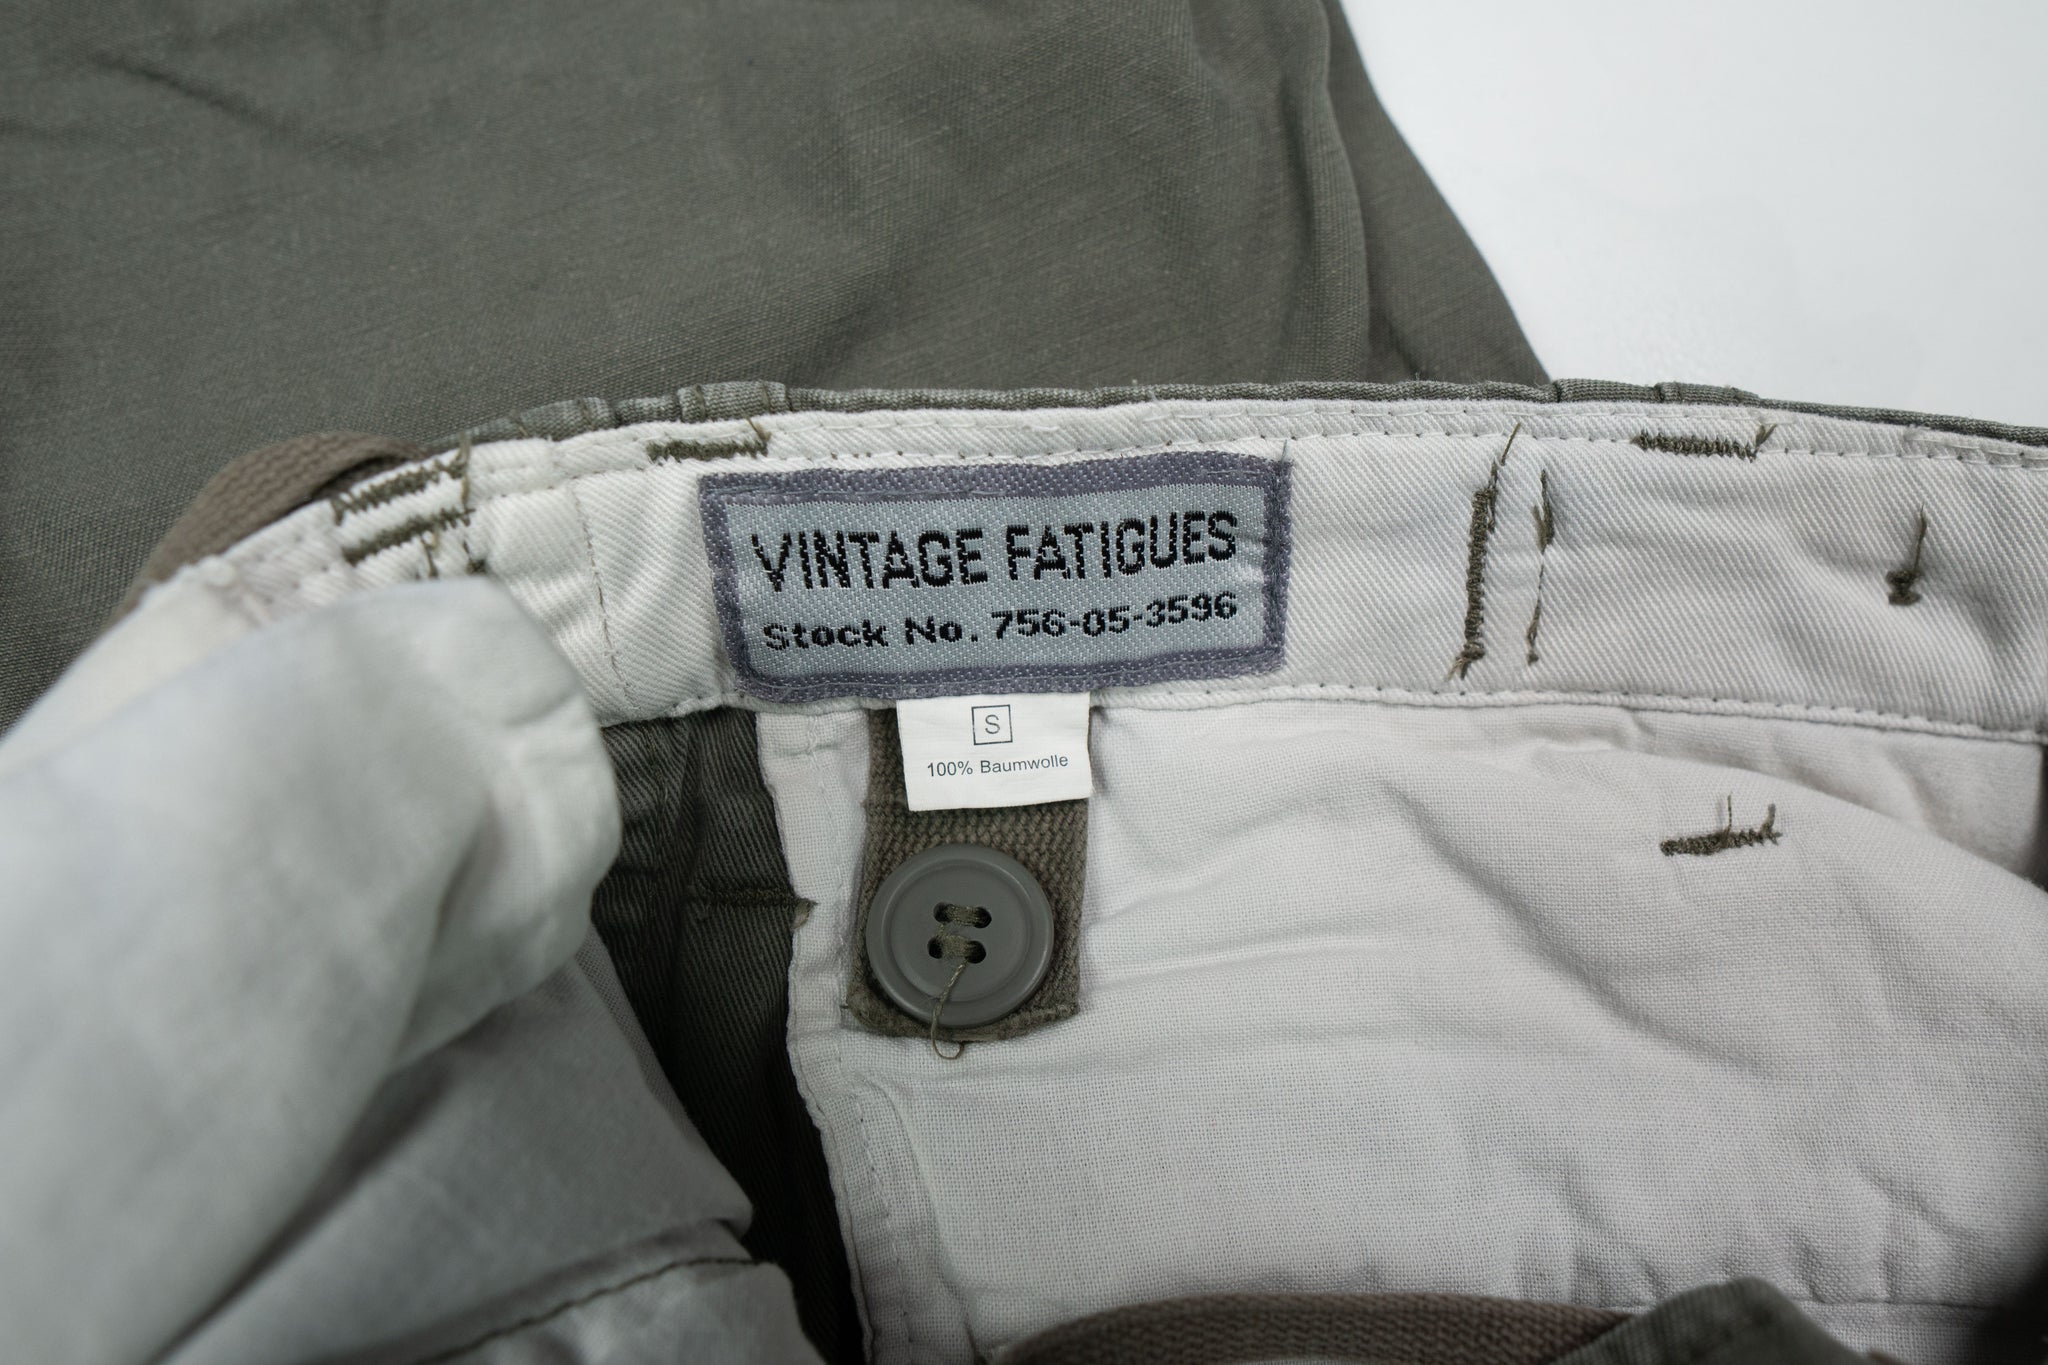 VINTAGE FATIGUES
Stock No. 756-05-3596
S
100% Baumwolle